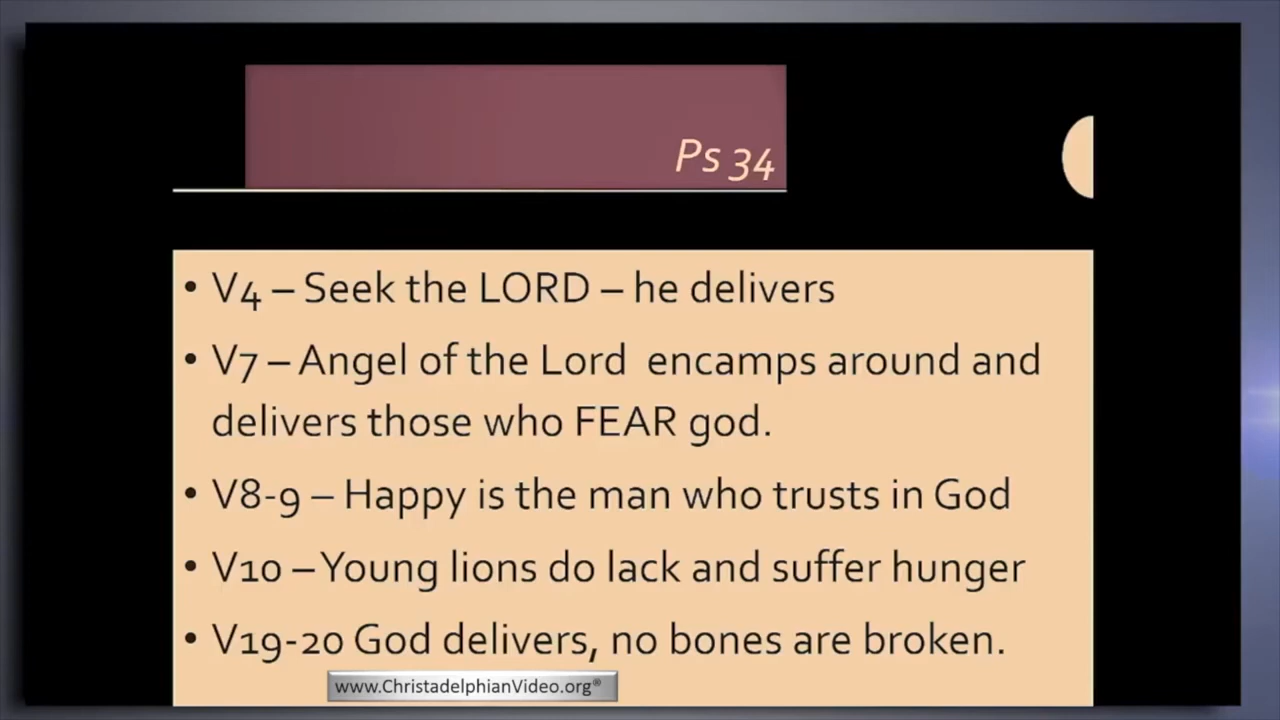 Ps 34
• V4 – Seek the LORD – he delivers
• V7 – Angel of the Lord  encamps around and
delivers those who FEAR god.
• V8-9 – Happy is the man who trusts in God
• V10 – Young lions do lack and suffer hunger
• V19-20 God delivers, no bones are broken.
www.ChristadelphianVideo.org®